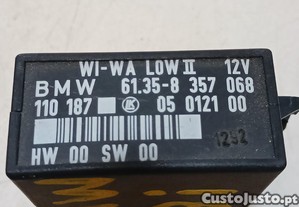 WI-WA LOW II 12V
BMW 61.35-8 357 068
110 187 05 0121 00
1292
HW 00 SW 00
CustoJusto.pt